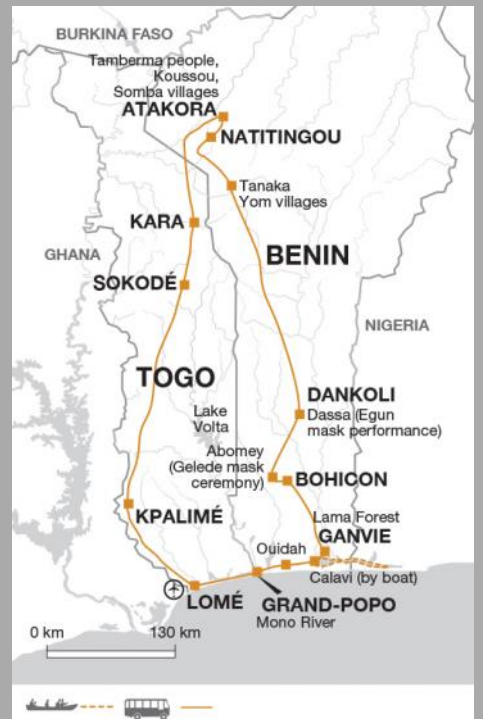 BURKINA FASO
Tamberma people,
Koussou,
Somba villages
ATAKORA
NATITINGOU
Tanaka
Yom villages
KARA
BENIN
GHANA
SOKODÉ
NIGERIA
TOGO
DANKOLI
Dassa (Egun
mask performance)
Lake
Volta
Abomey
(Gelede mask
ceremony)
BOHICON
KPALIMÉ
Lama Forest
GANVIE
Ouidah
Calavi (by boat)
LOMÉ
GRAND-POPO
Mono River
0 km
130 km